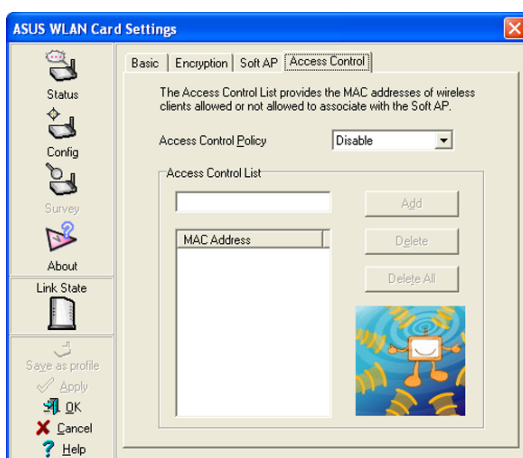 ASUS WLAN Card Settings
Status
Config
Survey
About
Link State
Save as profile
Apply
OK
Cancel
Help
Basic
Encryption
Soft AP
Access Control
The Access Control List provides the MAC addresses of wireless
clients allowed or not allowed to associate with the Soft AP.
Access Control Policy
Disable
Access Control List
Add
MAC Address
Delete
Delete All